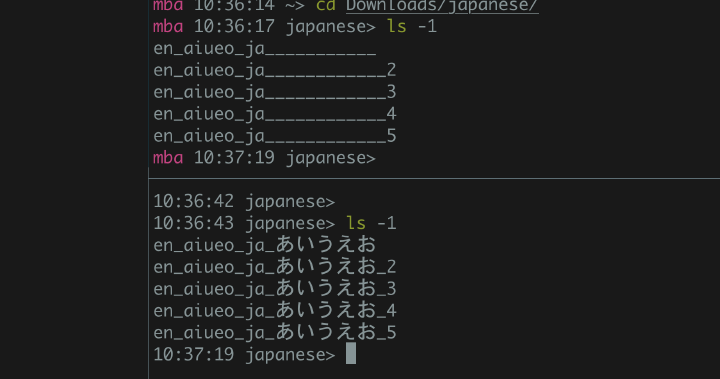 mba 10:36:14 ~> cd Downloads/japanese/
mba 10:36:17 japanese> ls -1
en_aiueo_ja___________
en_aiueo_ja____________2
en_aiueo_ja____________3
en_aiueo_ja____________4
en_aiueo_ja____________5
mba 10:37:19 japanese>
10:36:42 japanese>
10:36:43 japanese> ls -1
en_aiueo_ja_あいうえお
en_aiueo_ja_あいうえお_2
en_aiueo_ja_あいうえお_3
en_aiueo_ja_あいうえお_4
en_aiueo_ja_あいうえお_5
10:37:19 japanese>